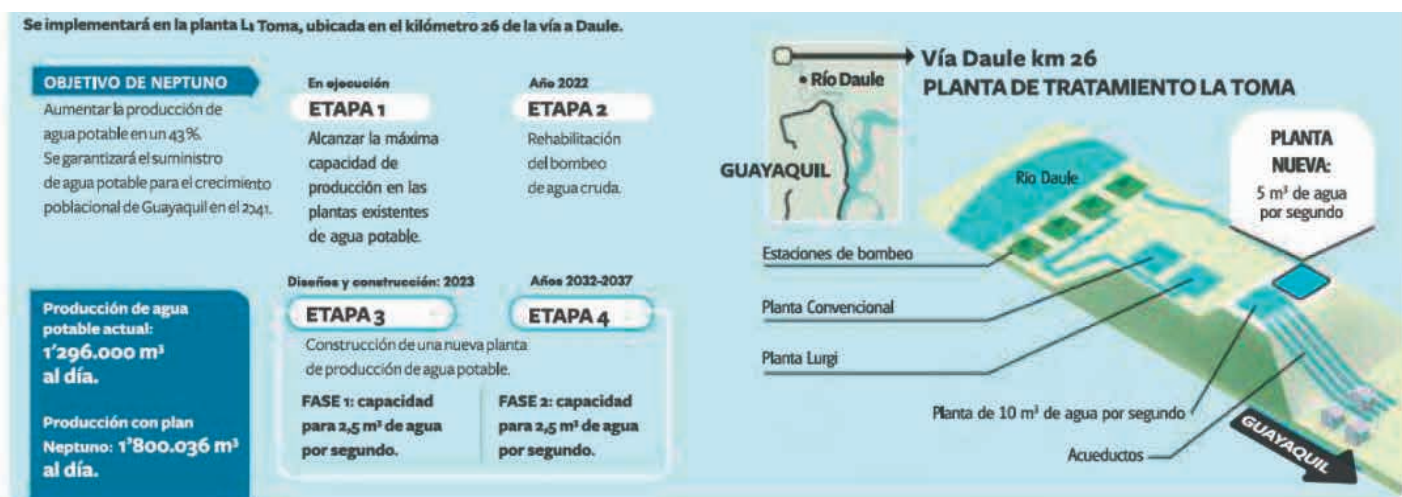 Se implementará en la planta La Toma, ubicada en el kilómetro 26 de la vía a Daule.
OBJETIVO DE NEPTUNO
Aumentar la producción de
agua potable en un 43%.
Se garantizará el suministro
de agua potable para el crecimiento
poblacional de Guayaquil en el 2041.
En ejecución
ETAPA 1
Alcanzar la máxima
capacidad de
producción en las
plantas existentes
de agua potable.
Año 2022
ETAPA 2
Rehabilitación
del bombeo
de agua cruda.
Producción de agua
potable actual:
1'296.000 m³
al día.
Producción con plan
Neptuno: 1'800.036 m³
al día.
Diseños y construcción: 2023
ETAPA 3
Años 2032-2037
ETAPA 4
Construcción de una nueva planta
de producción de agua potable.
FASE 1: capacidad
para 2,5 m³ de agua
por segundo.
FASE 2: capacidad
para 2,5 m³ de agua
por segundo.
Vía Daule km 26
PLANTA DE TRATAMIENTO LA TOMA
Río Daule
GUAYAQUIL
Río Daule
PLANTA
NUEVA:
5 m³ de agua
por segundo
Estaciones de bombeo
Planta Convencional
Planta Lurgi
Planta de 10 m³ de agua por segundo
Acueductos
GUAYAQUIL